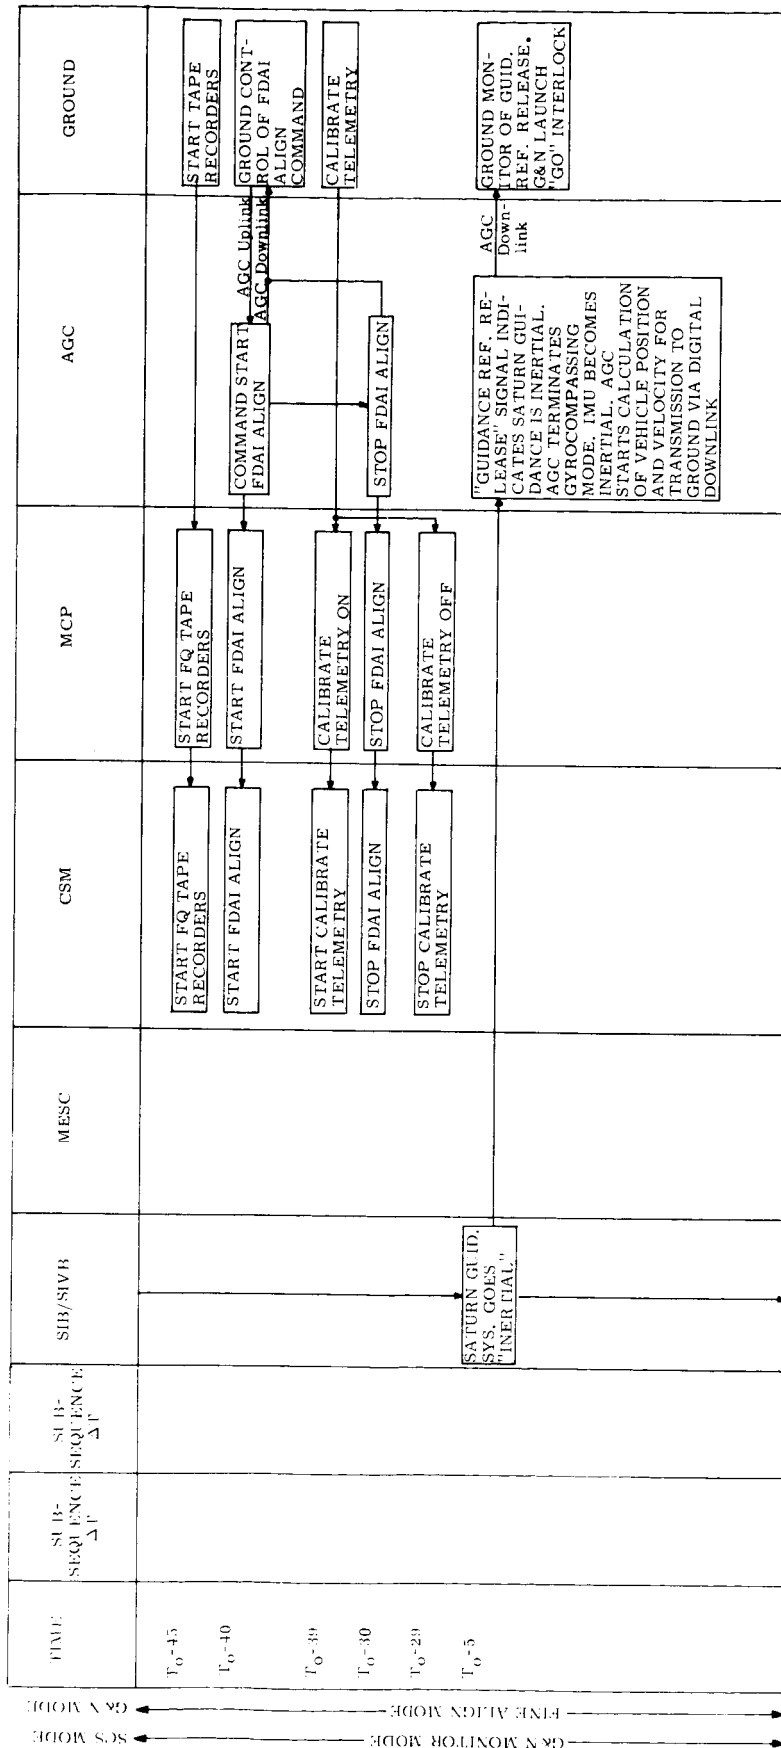 TIME
SUB-
SEQUENCE
ΔT
SUB-
SEQUENCE
ΔT
SIB/SIVB
MESC
CSM
MCP
AGC
GROUND
SCS MODE
G&N MODE
G&N MONITOR MODE
FINE ALIGN MODE
T₀-45
START FQ TAPE
RECORDERS
START FQ TAPE
RECORDERS
START TAPE
RECORDERS
T₀-40
START FDAI ALIGN
START FDAI ALIGN
COMMAND START
FDAI ALIGN
AGC Uplink
AGC Downlink
GROUND CONT-
ROL OF FDAI
ALIGN
COMMAND
T₀-39
START CALIBRATE
TELEMETRY
CALIBRATE
TELEMETRY ON
CALIBRATE
TELEMETRY
T₀-30
STOP FDAI ALIGN
STOP FDAI ALIGN
STOP FDAI ALIGN
T₀-29
STOP CALIBRATE
TELEMETRY
CALIBRATE
TELEMETRY OFF
T₀-5
SATURN GUID.
SYS. GOES
"INERTIAL"
"GUIDANCE REF. RE-
LEASE" SIGNAL INDI-
CATES SATURN GUI-
DANCE IS INERTIAL.
AGC TERMINATES
GYROCOMPASSING
MODE. IMU BECOMES
INERTIAL. AGC
STARTS CALCULATION
OF VEHICLE POSITION
AND VELOCITY FOR
TRANSMISSION TO
GROUND VIA DIGITAL
DOWNLINK
AGC
Down-
link
GROUND MON-
ITOR OF GUID.
REF. RELEASE.
G&N LAUNCH
"GO" INTERLOCK